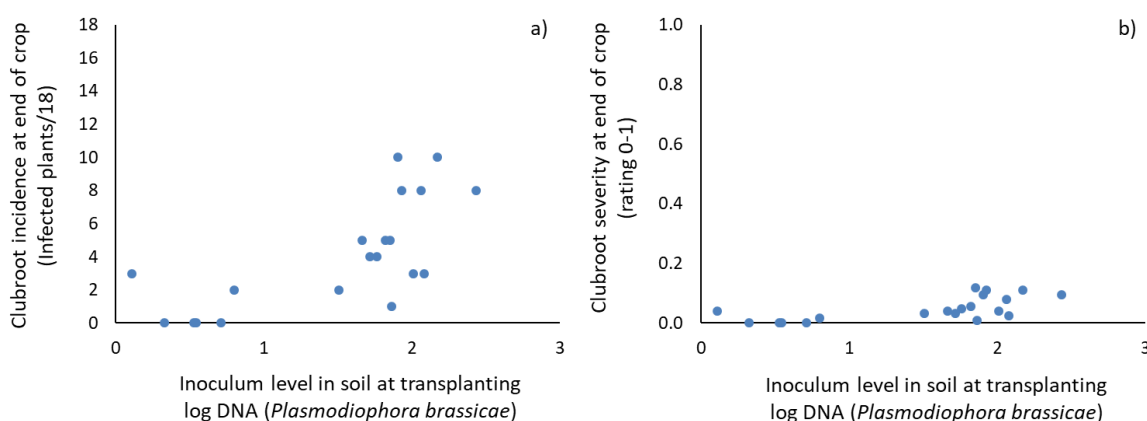 a)
Clubroot incidence at end of crop
(Infected plants/18)
18
16
14
12
10
8
6
4
2
0
0 1 2 3
Inoculum level in soil at transplanting
log DNA (Plasmodiophora brassicae)
b)
Clubroot severity at end of crop
(rating 0-1)
1.0
0.8
0.6
0.4
0.2
0.0
0 1 2 3
Inoculum level in soil at transplanting
log DNA (Plasmodiophora brassicae)